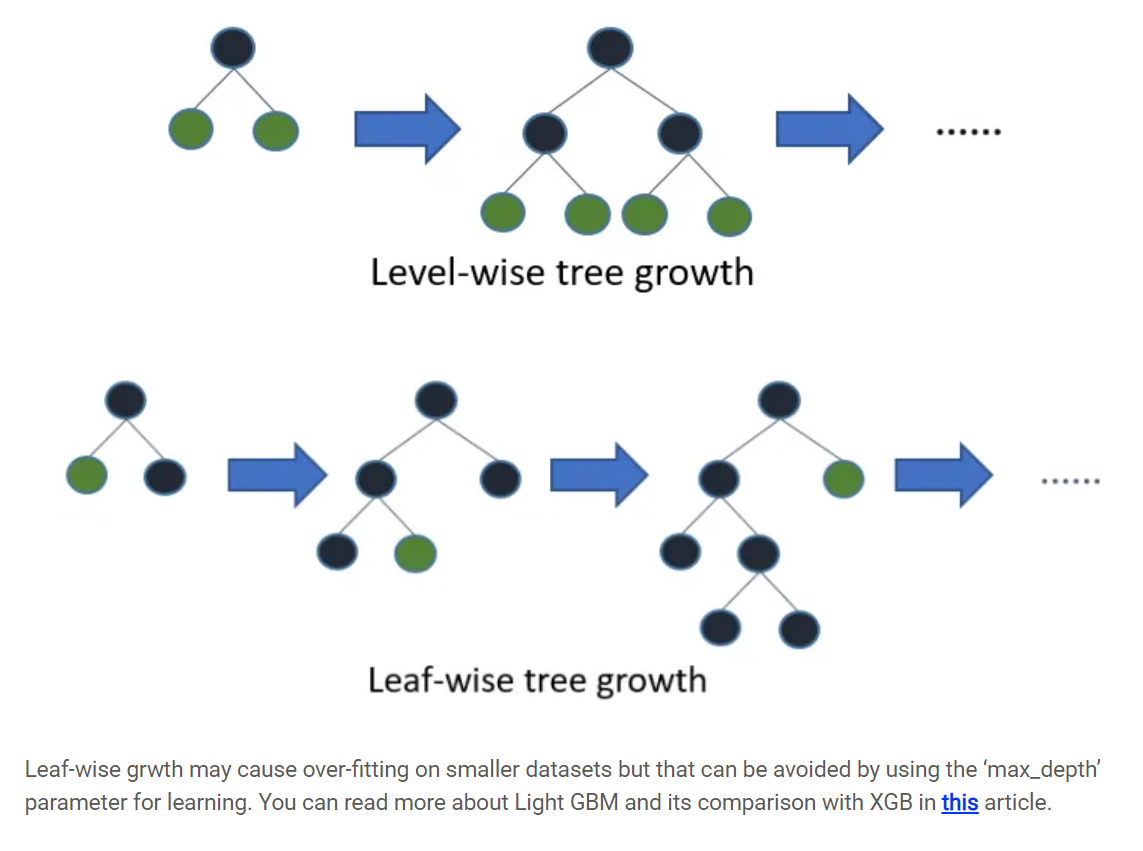 ......
Level-wise tree growth
......
Leaf-wise tree growth
Leaf-wise grwth may cause over-fitting on smaller datasets but that can be avoided by using the ‘max_depth’
parameter for learning. You can read more about Light GBM and its comparison with XGB in this article.